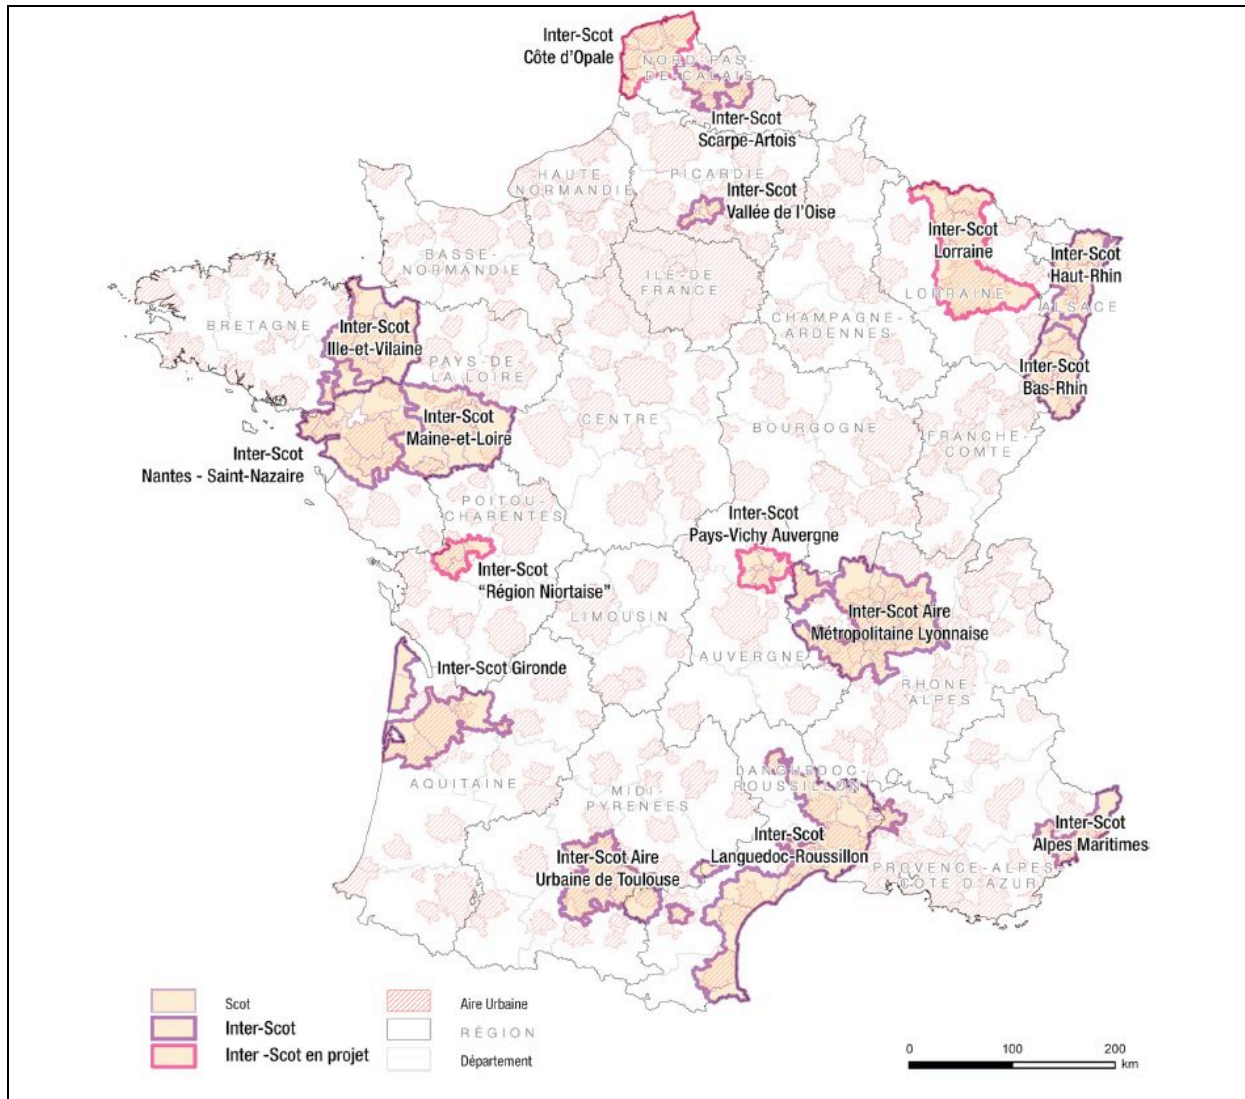 Inter-Scot
Côte d'Opale
NORD-PAS-
DE-CALAIS
Inter-Scot
Scarpe-Artois
HAUTE-
NORMANDIE
PICARDIE
Inter-Scot
Vallée de l'Oise
Inter-Scot
Lorraine
Inter-Scot
Haut-Rhin
BASSE-
NORMANDIE
ILE-DE
FRANCE
LORRAINE
ALSACE
CHAMPAGNE-
ARDENNES
BRETAGNE
Inter-Scot
Ille-et-Vilaine
PAYS-DE-
LA LOIRE
Inter-Scot
Bas-Rhin
Inter-Scot
Maine-et-Loire
CENTRE
BOURGOGNE
FRANCHE-
COMTE
Inter-Scot
Nantes - Saint-Nazaire
POITOU-
CHARENTES
Inter-Scot
Pays-Vichy Auvergne
Inter-Scot
"Région Niortaise"
LIMOUSIN
Inter-Scot Aire
Métropolitaine Lyonnaise
AUVERGNE
RHONE-
ALPES
Inter-Scot Gironde
AQUITAINE
MIDI-
PYRENEES
LANGUEDOC-
ROUSSILLON
Inter-Scot
Alpes Maritimes
Inter-Scot Aire
Urbaine de Toulouse
Inter-Scot
Languedoc-Roussillon
PROVENCE-ALPES
COTE D'AZUR
Scot
Inter-Scot
Inter -Scot en projet
Aire Urbaine
RÉGION
Département
0 100 200
km